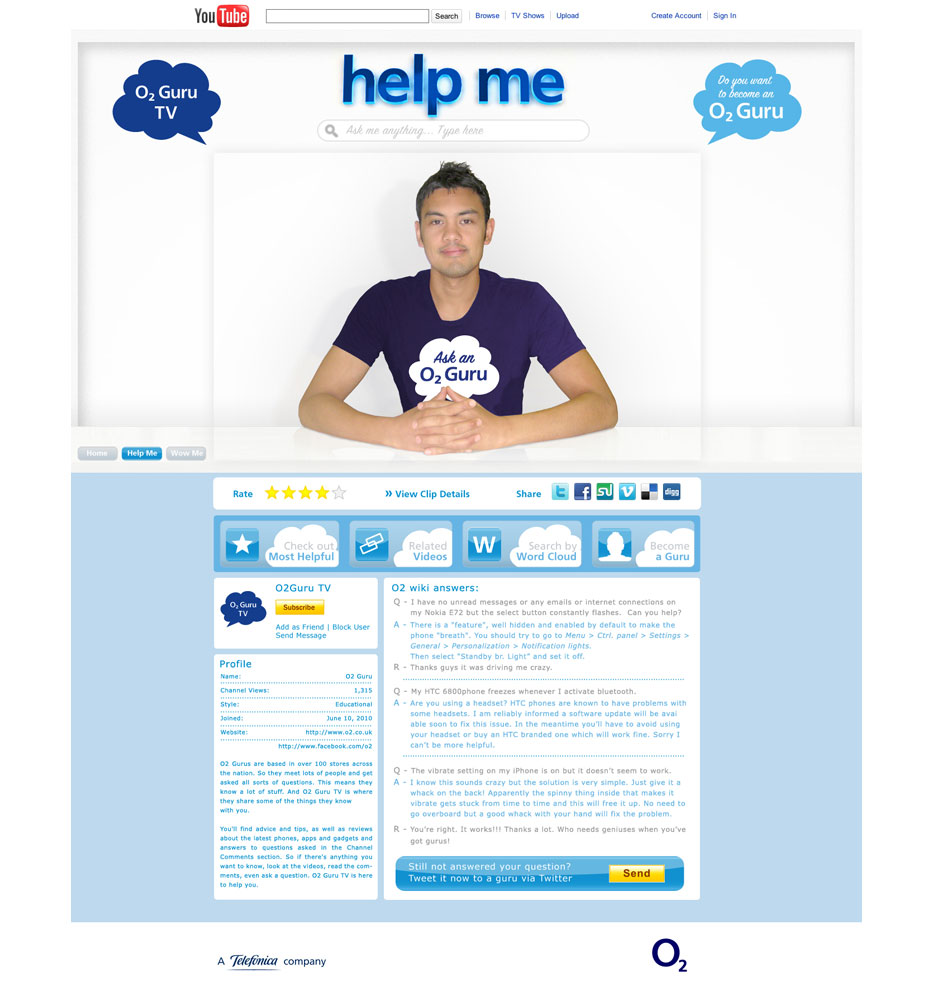 You Tube
Search
Browse
TV Shows
Upload
Create Account
Sign In
O2 Guru
TV
help me
Do you want
to become an
O2 Guru
Ask me anything... Type here
Ask an
O2 Guru
Home
Help Me
Wow Me
Rate
» View Clip Details
Share
digg
Check out
Most Helpful
Related
Videos
W
Search by
Word Cloud
Become
a Guru
O2 Guru
TV
O2Guru TV
Subscribe
Add as Friend | Block User
Send Message
Profile
Name: O2 Guru
Channel Views: 1,315
Style: Educational
Joined: June 10, 2010
Website: http://www.o2.co.uk
http://www.facebook.com/o2
O2 Gurus are based in over 100 stores across
the nation. So they meet lots of people and get
asked all sorts of questions. This means they
know a lot of stuff. And O2 Guru TV is where
they share some of the things they know
with you.
You'll find advice and tips, as well as reviews
about the latest phones, apps and gadgets and
answers to questions asked in the Channel
Comments section. So if there's anything you
want to know, look at the videos, read the com-
ments, even ask a question. O2 Guru TV is here
to help you.
O2 wiki answers:
Q - I have no unread messages or any emails or internet connections on
my Nokia E72 but the select button constantly flashes. Can you help?
A - There is a "feature", well hidden and enabled by default to make the
phone "breath". You should try to go to Menu > Ctrl. panel > Settings >
General > Personalization > Notification lights.
Then select "Standby br. Light" and set it off.
R - Thanks guys it was driving me crazy.
Q - My HTC 6800phone freezes whenever I activate bluetooth.
A - Are you using a headset? HTC phones are known to have problems with
some headsets. I am reliably informed a software update will be avai
able soon to fix this issue. In the meantime you'll have to avoid using
your headset or buy an HTC branded one which will work fine. Sorry I
can't be more helpful.
Q - The vibrate setting on my iPhone is on but it doesn't seem to work.
A - I know this sounds crazy but the solution is very simple. Just give it a
whack on the back! Apparently the spinny thing inside that makes it
vibrate gets stuck from time to time and this will free it up. No need to
go overboard but a good whack with your hand will fix the problem.
R - You're right. It works!!! Thanks a lot. Who needs geniuses when you've
got gurus!
Still not answered your question?
Tweet it now to a guru via Twitter
Send
A Telefónica company
O2